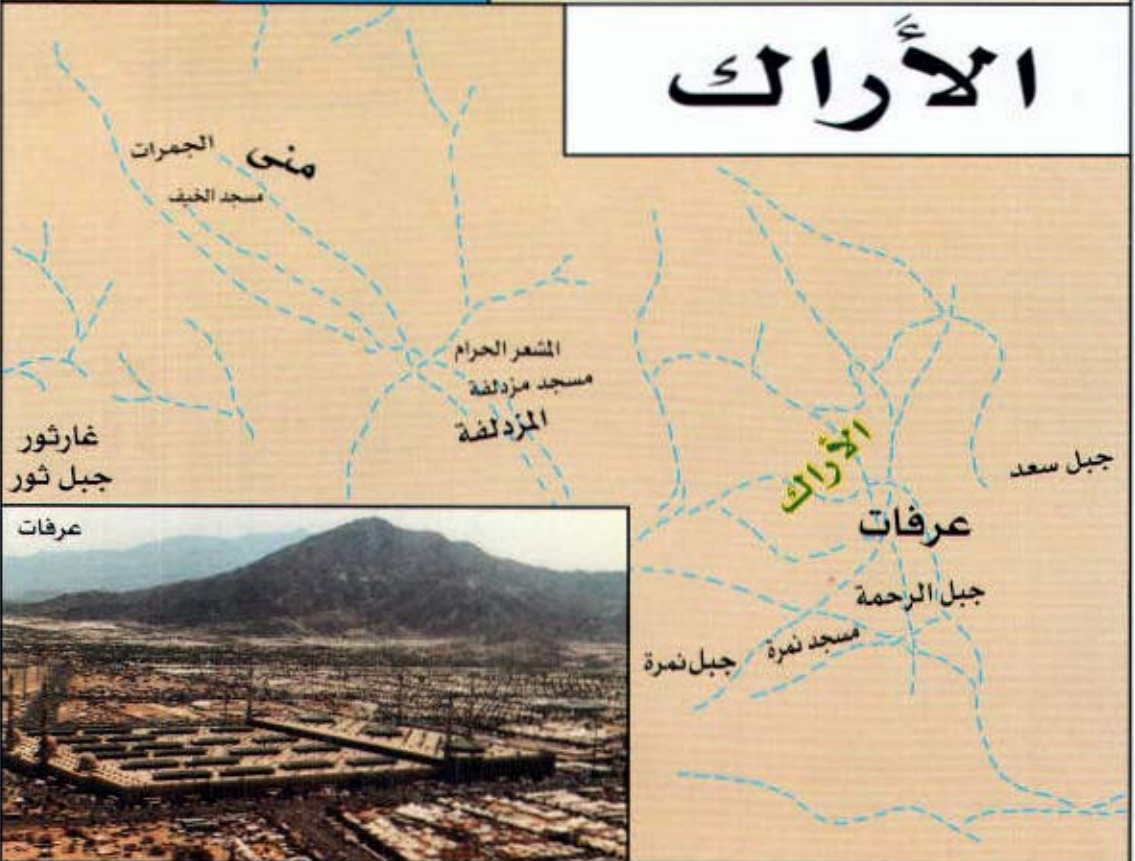 الأَراك
منى
الجمرات
مسجد الخيف
المشعر الحرام
مسجد مزدلفة
المزدلفة
غارثور
جبل ثور
الأراك
جبل سعد
عرفات
جبل الرحمة
مسجد نمرة
جبل نمرة
عرفات